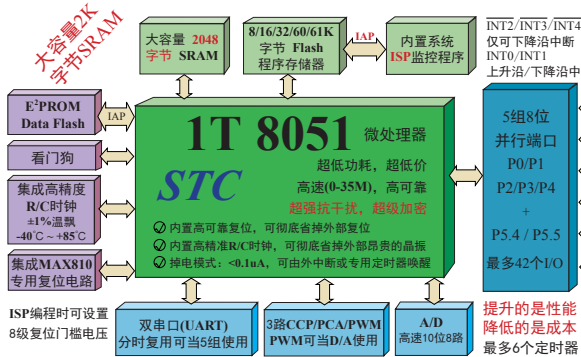 大容量2K
字节SRAM
大容量 2048
字节 SRAM
8/16/32/60/61K
字节 Flash
程序存储器
IAP
内置系统
ISP监控程序
INT2/INT3/INT4
仅可下降沿中断
INT0/INT1
上升沿/下降沿中
E²PROM
Data Flash
IAP
看门狗
集成高精度
R/C时钟
±1%温飘
-40℃~+85℃
集成MAX810
专用复位电路
1T 8051 微处理器
STC
超低功耗，超低价
高速(0-35M)，高可靠
超强抗干扰，超级加密
内置高可靠复位，可彻底省掉外部复位
内置高精准R/C时钟，可彻底省掉外部昂贵的晶振
掉电模式：<0.1uA，可由外中断或专用定时器唤醒
5组8位
并行端口
P0/P1
P2/P3/P4
+
P5.4 / P5.5
最多42个I/O
ISP编程时可设置
8级复位门槛电压
双串口(UART)
分时复用可当5组使用
3路CCP/PCA/PWM
PWM可当D/A使用
A/D
高速10位8路
提升的是性能
降低的是成本
最多6个定时器